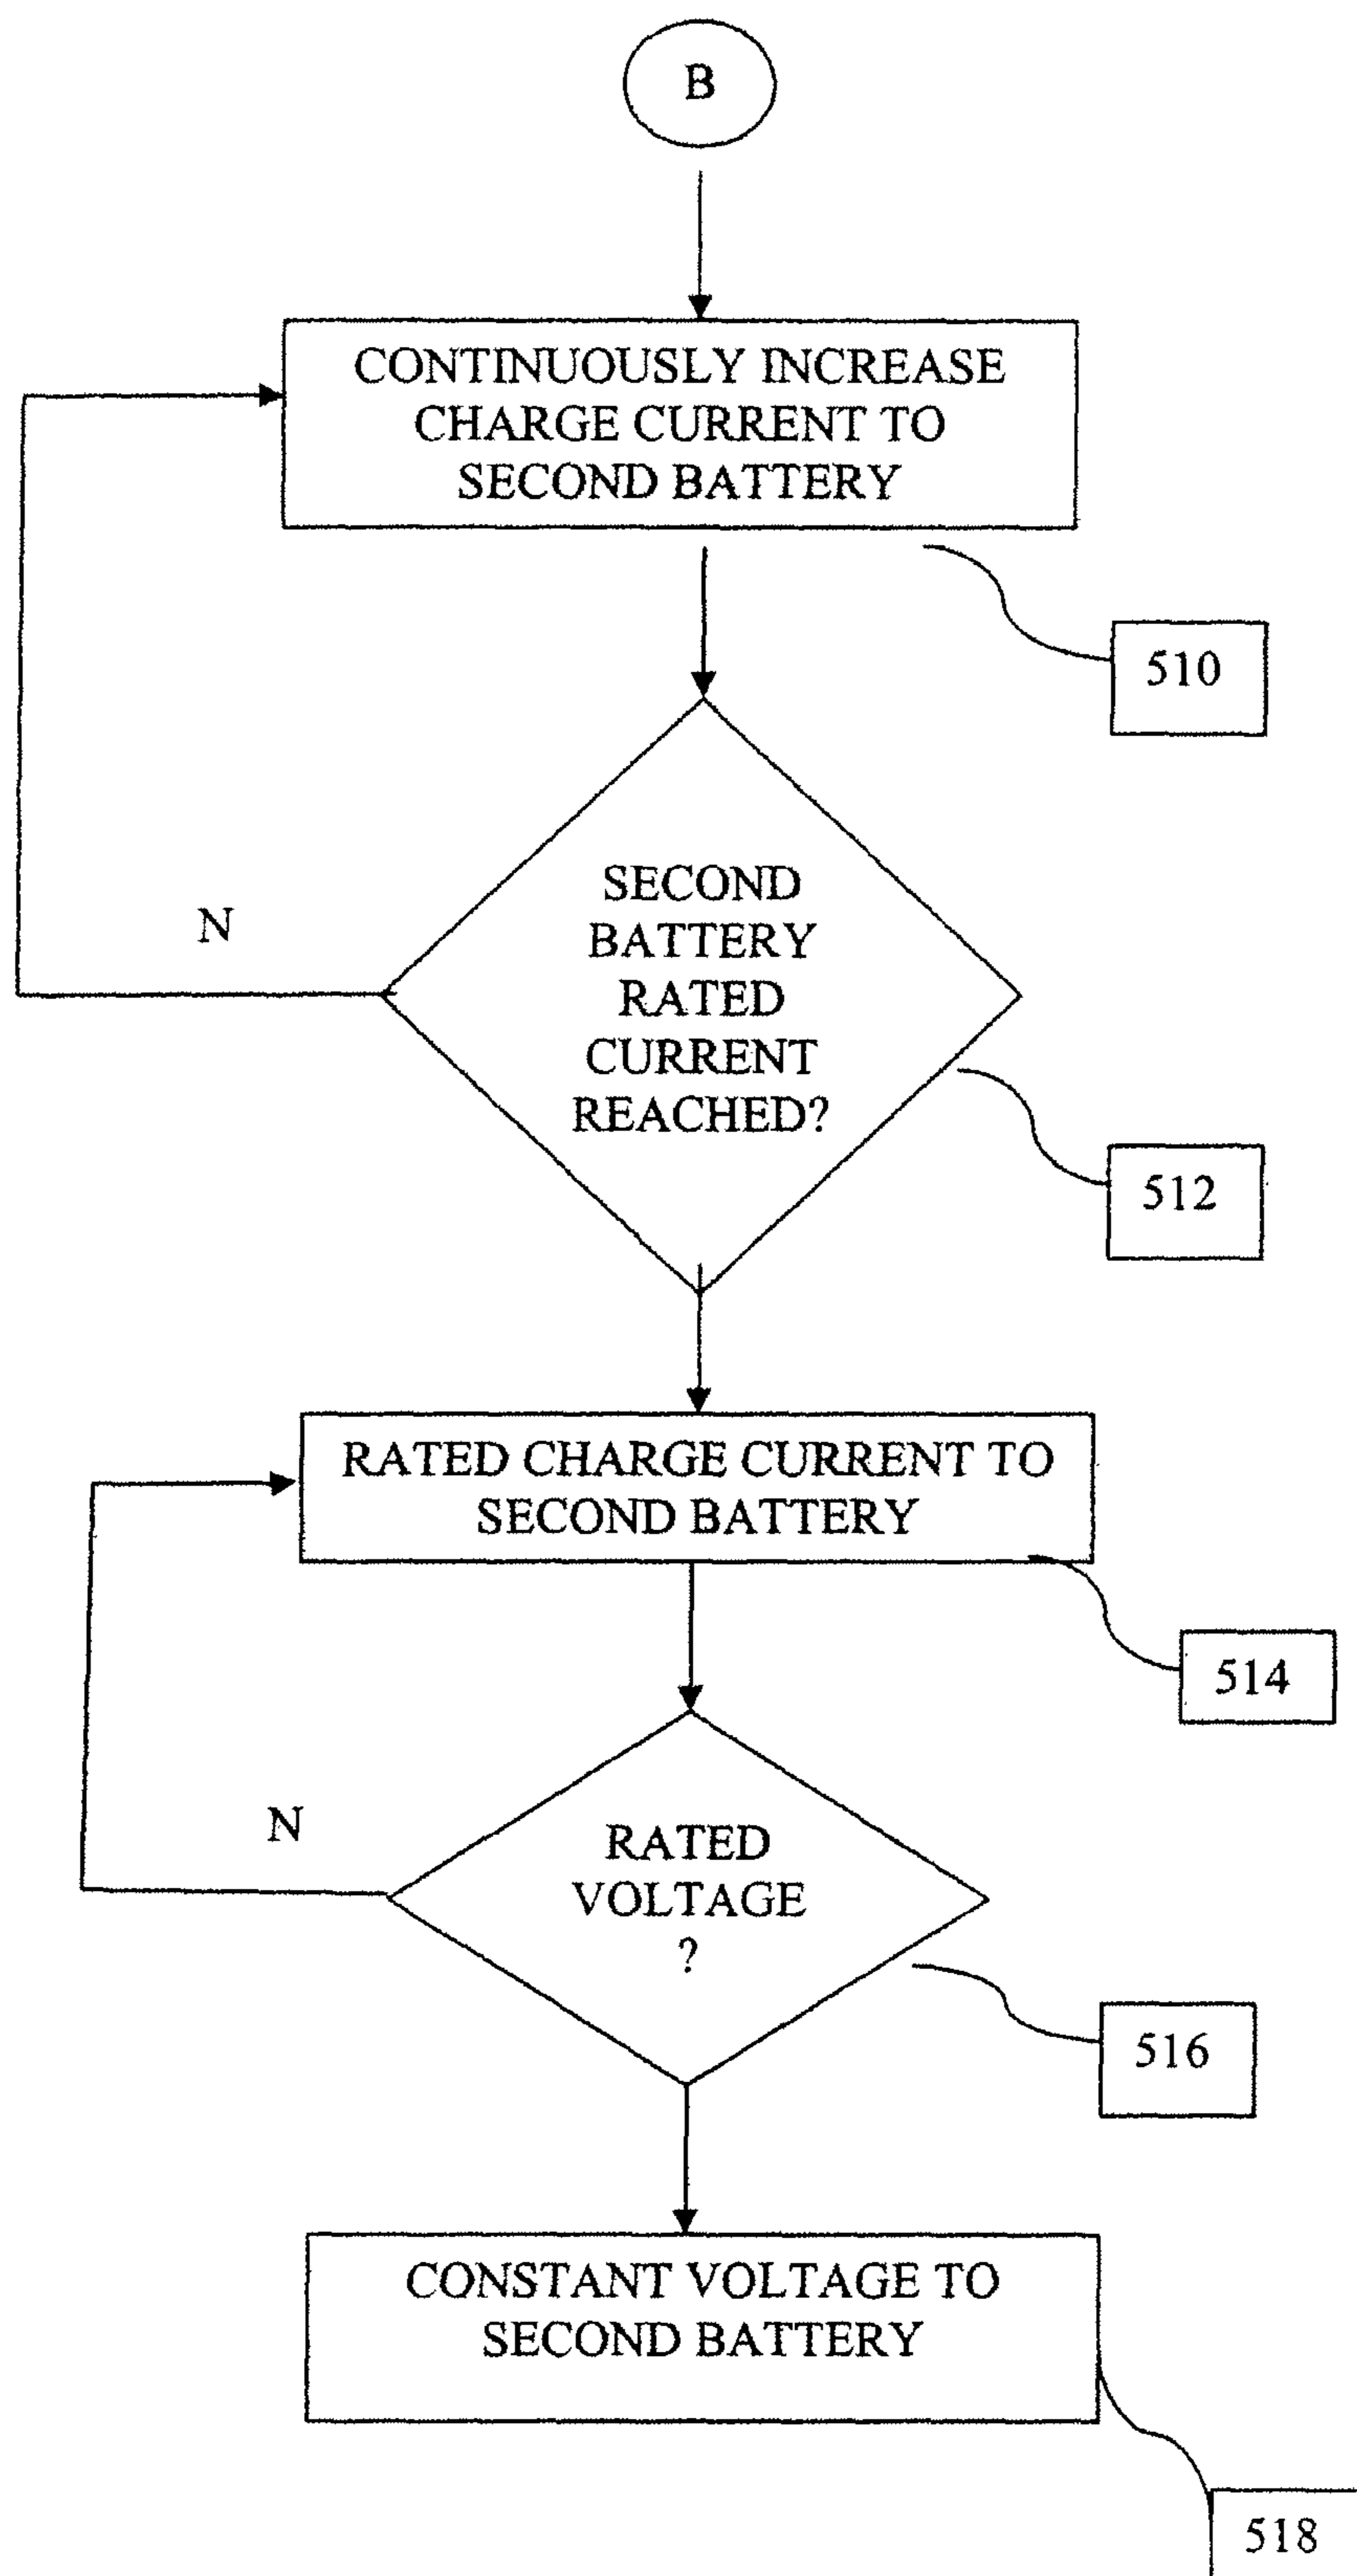 B
CONTINUOUSLY INCREASE
CHARGE CURRENT TO
SECOND BATTERY
510
SECOND
BATTERY
RATED
CURRENT
REACHED?
N
512
RATED CHARGE CURRENT TO
SECOND BATTERY
514
N
RATED
VOLTAGE
?
516
CONSTANT VOLTAGE TO
SECOND BATTERY
518